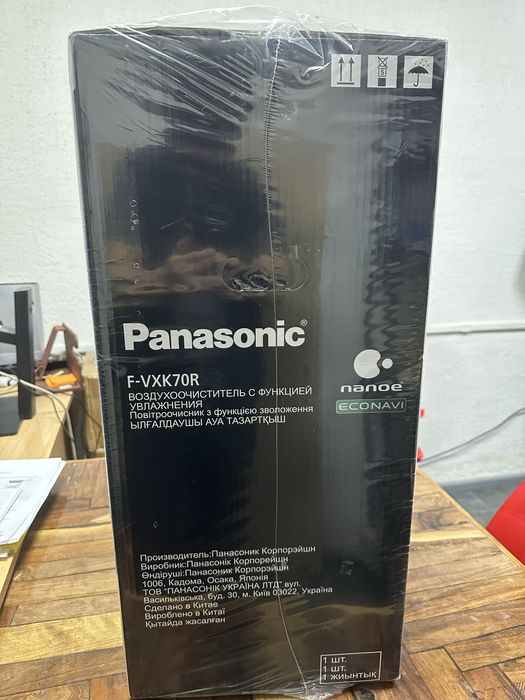 Panasonic®
F-VXK70R
ВОЗДУХООЧИСТИТЕЛЬ С ФУНКЦИЕЙ
УВЛАЖНЕНИЯ
Повітроочисник з функцією зволоження
ЫЛҒАЛДАУШЫ АУА ТАЗАРТҚЫШ
nanoe
ECONAVI
Производитель:Панасоник Корпорэйшн
Виробник:Панасонік Корпорейшн
Өндіруші:Панасоник Корпорэйшн
1006, Кадома, Осака, Японія
ТОВ "ПАНАСОНІК УКРАЇНА ЛТД" вул.
Васильківська, буд. 30, м. Київ 03022, Україна
Сделано в Китае
Вироблено в Китаї
Қытайда жасалған
1 шт.
1 шт.
1 жиынтық